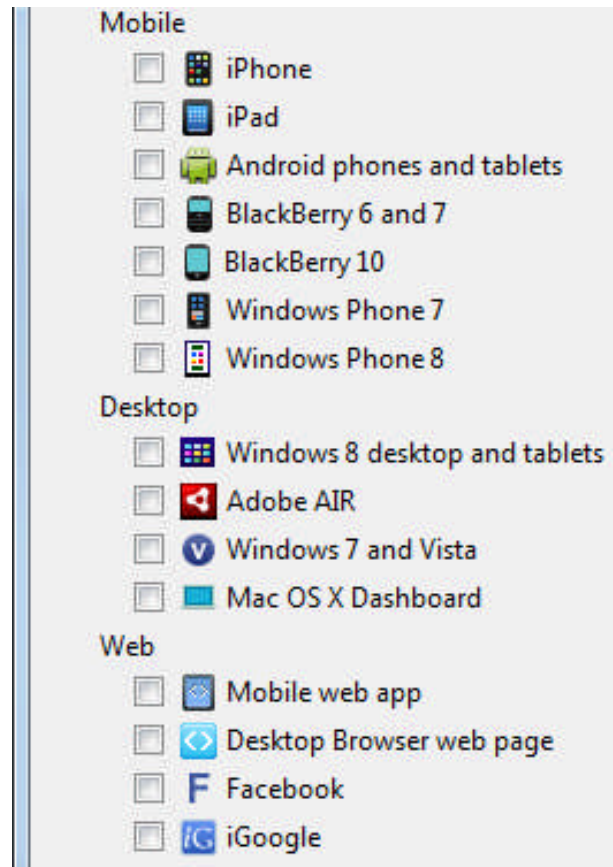 Mobile
iPhone
iPad
Android phones and tablets
BlackBerry 6 and 7
BlackBerry 10
Windows Phone 7
Windows Phone 8
Desktop
Windows 8 desktop and tablets
Adobe AIR
V Windows 7 and Vista
Mac OS X Dashboard
Web
Mobile web app
<> Desktop Browser web page
F Facebook
iG iGoogle